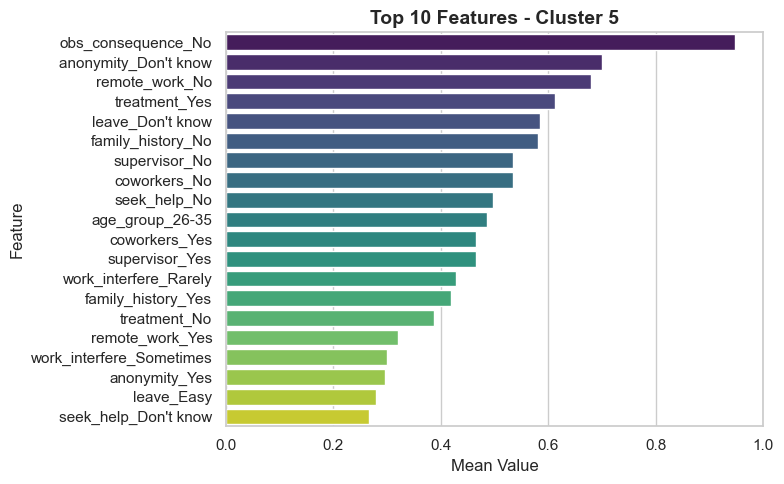 Top 10 Features - Cluster 5
obs_consequence_No
anonymity_Don't know
remote_work_No
treatment_Yes
leave_Don't know
family_history_No
supervisor_No
coworkers_No
seek_help_No
age_group_26-35
coworkers_Yes
supervisor_Yes
work_interfere_Rarely
family_history_Yes
treatment_No
remote_work_Yes
work_interfere_Sometimes
anonymity_Yes
leave_Easy
seek_help_Don't know
Feature
0.0 0.2 0.4 0.6 0.8 1.0
Mean Value